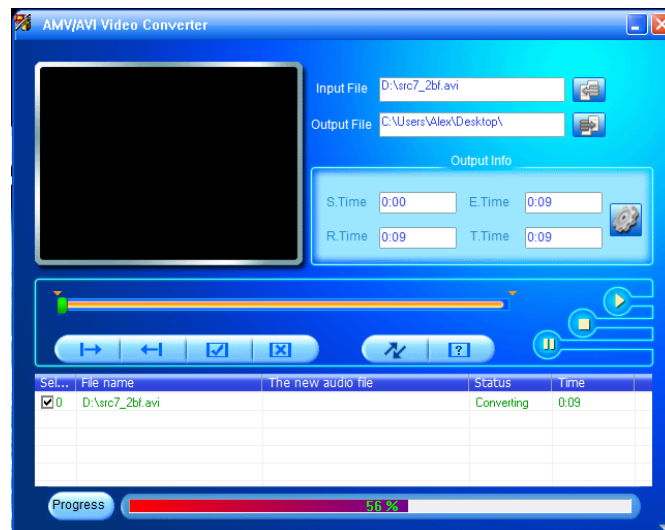 AMV/AVI Video Converter
Input File D:\src7_2bf.avi
Output File C:\Users\Alex\Desktop\
Output Info
S.Time 0:00 E.Time 0:09
R.Time 0:09 T.Time 0:09
Sel... File name The new audio file Status Time
0 D:\src7_2bf.avi Converting 0:09
Progress 56 %